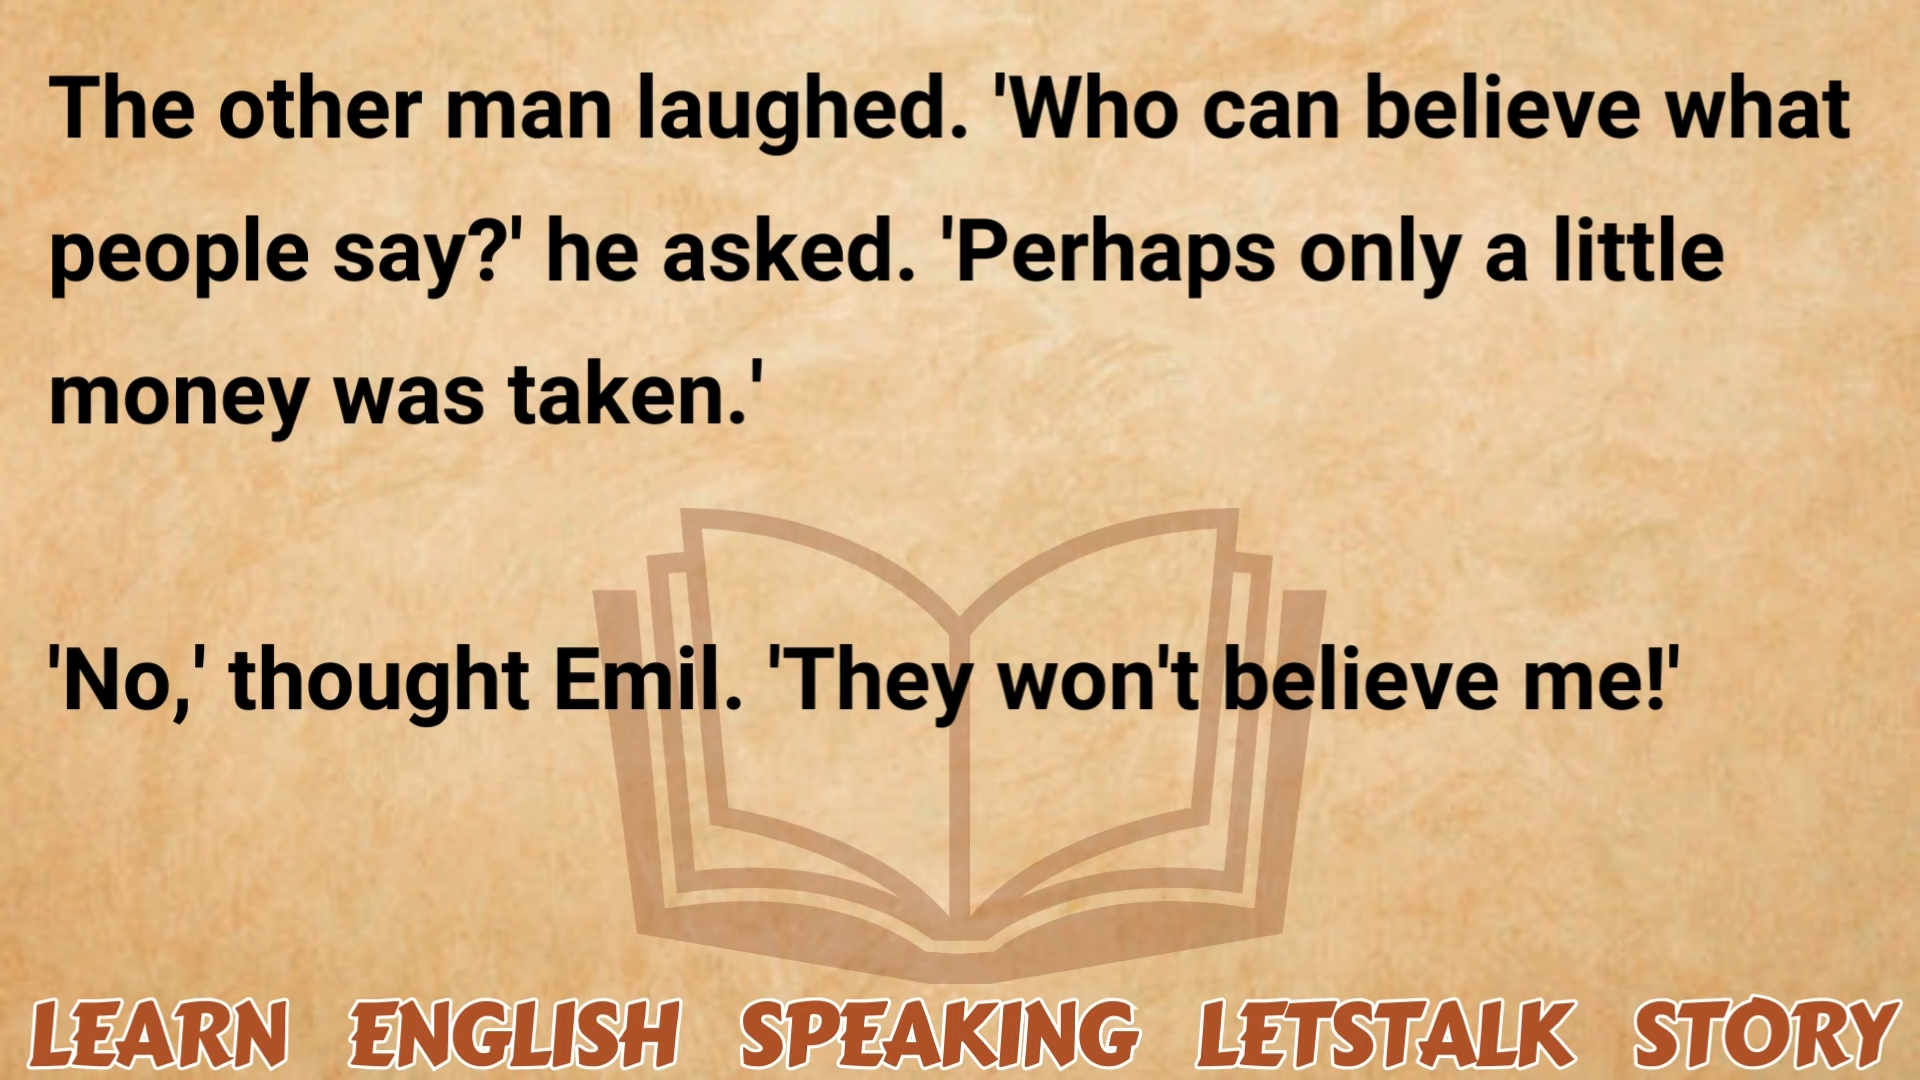 The other man laughed. 'Who can believe what
people say?' he asked. 'Perhaps only a little
money was taken.'
'No,' thought Emil. 'They won't believe me!'
LEARN ENGLISH SPEAKING LETSTALK STORY